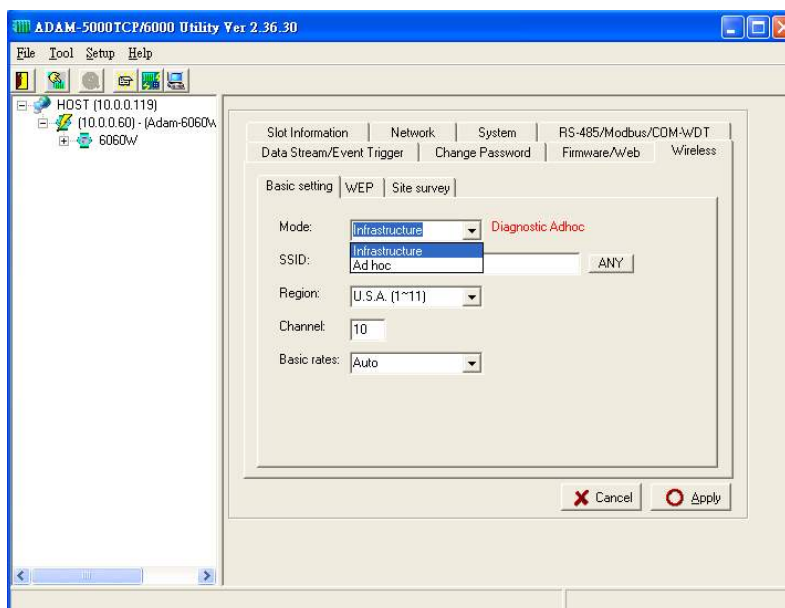 ADAM-5000TCP/6000 Utility Ver 2.36.30
File Tool Setup Help
HOST (10.0.0.119)
(10.0.0.60) - (Adam-6060W
6060W
Slot Information Network System RS-485/Modbus/COM-WDT
Data Stream/Event Trigger Change Password Firmware/Web Wireless
Basic setting WEP Site survey
Mode: Infrastructure Diagnostic Adhoc
Infrastructure
Ad hoc
SSID: ANY
Region: U.S.A. (1~11)
Channel: 10
Basic rates: Auto
Cancel Apply